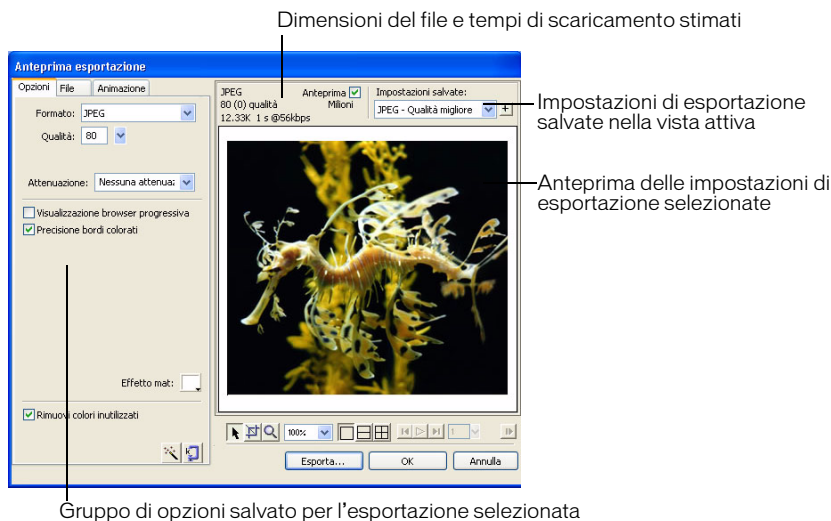 Dimensioni del file e tempi di scaricamento stimati
Anteprima esportazione
Opzioni File Animazione
Formato: JPEG
Qualità: 80
Attenuazione: Nessuna attenua:
Visualizzazione browser progressiva
Precisione bordi colorati
Effetto mat:
Rimuovi colori inutilizzati
JPEG Anteprima
80 (0) qualità Milioni
12.33K 1 s @56kbps
Impostazioni salvate:
JPEG - Qualità migliore +
Impostazioni di esportazione
salvate nella vista attiva
Anteprima delle impostazioni di
esportazione selezionate
100% 1
Esporta... OK Annulla
Gruppo di opzioni salvato per l'esportazione selezionata